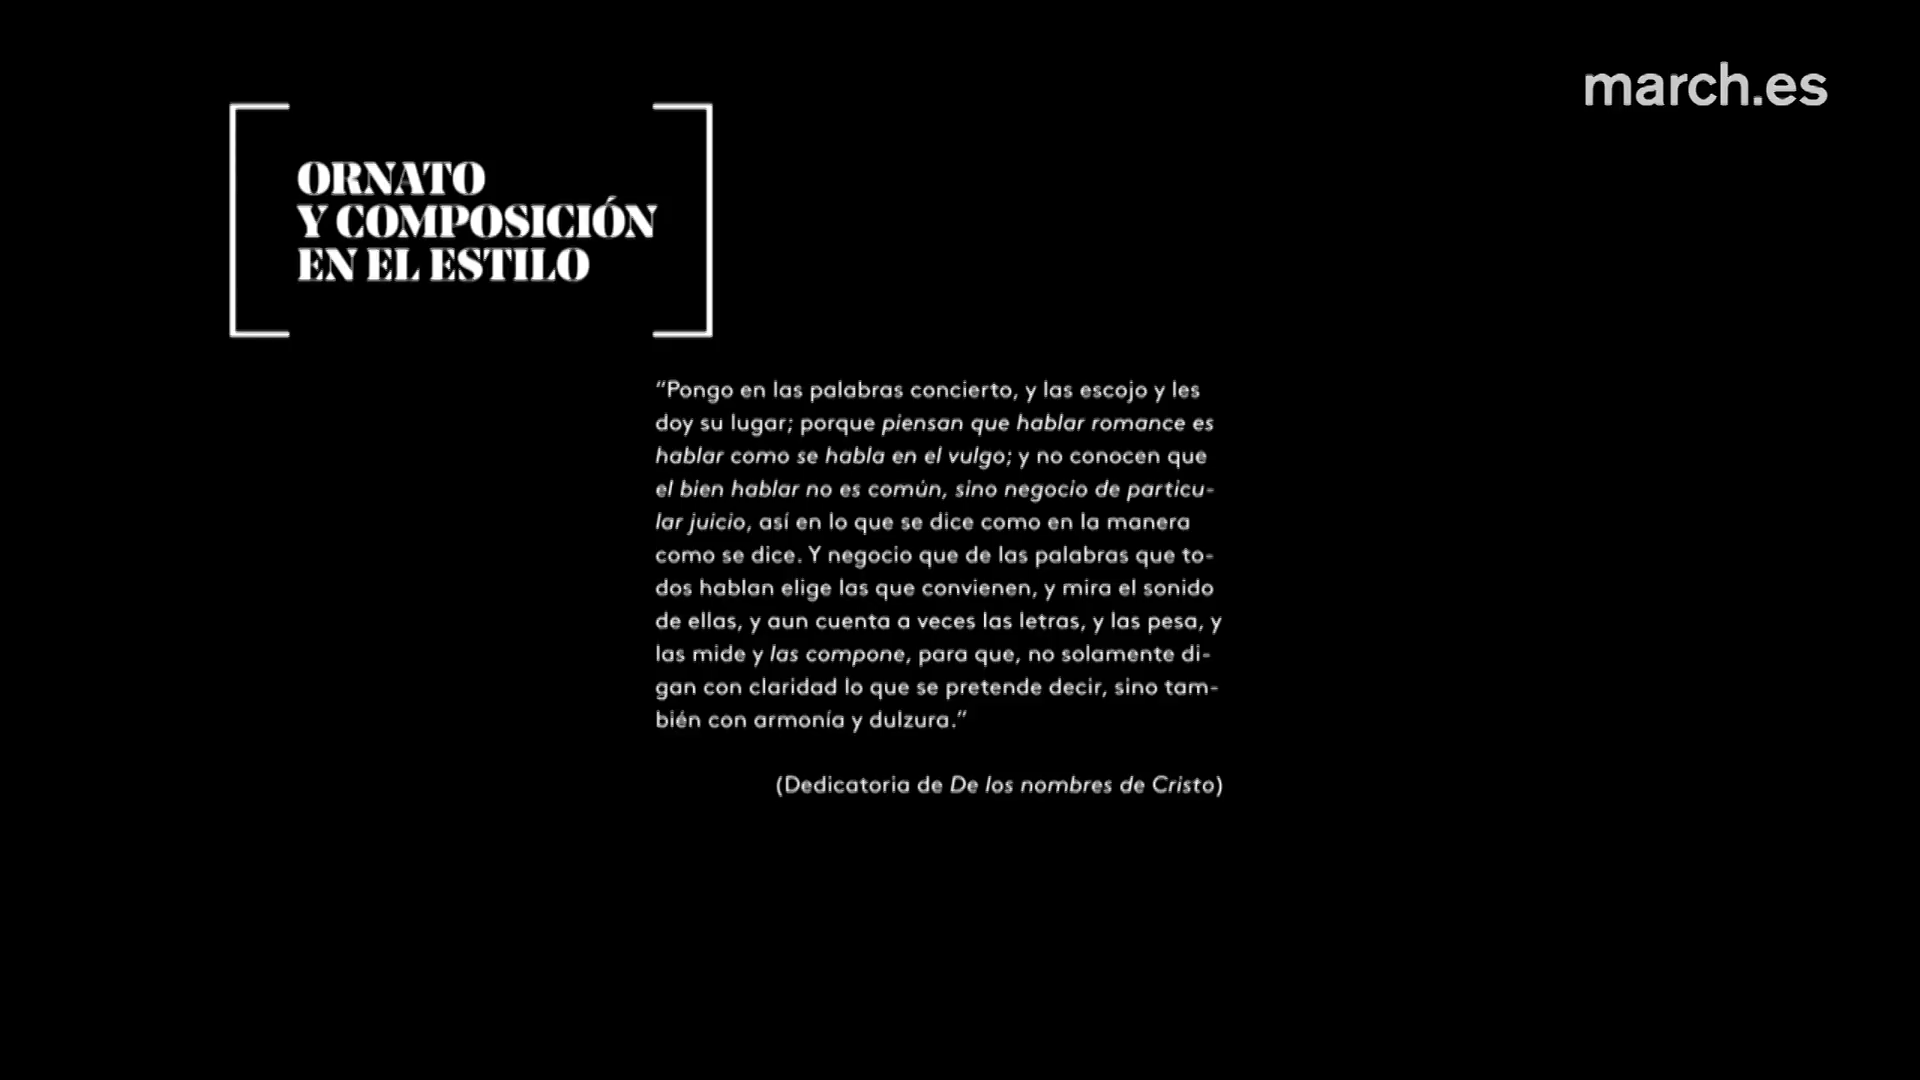 march.es
ORNATO
Y COMPOSICIÓN
EN EL ESTILO
“Pongo en las palabras concierto, y las escojo y les
doy su lugar; porque piensan que hablar romance es
hablar como se habla en el vulgo; y no conocen que
el bien hablar no es común, sino negocio de particu-
lar juicio, así en lo que se dice como en la manera
como se dice. Y negocio que de las palabras que to-
dos hablan elige las que convienen, y mira el sonido
de ellas, y aun cuenta a veces las letras, y las pesa, y
las mide y las compone, para que, no solamente di-
gan con claridad lo que se pretende decir, sino tam-
bién con armonía y dulzura.”
(Dedicatoria de De los nombres de Cristo)